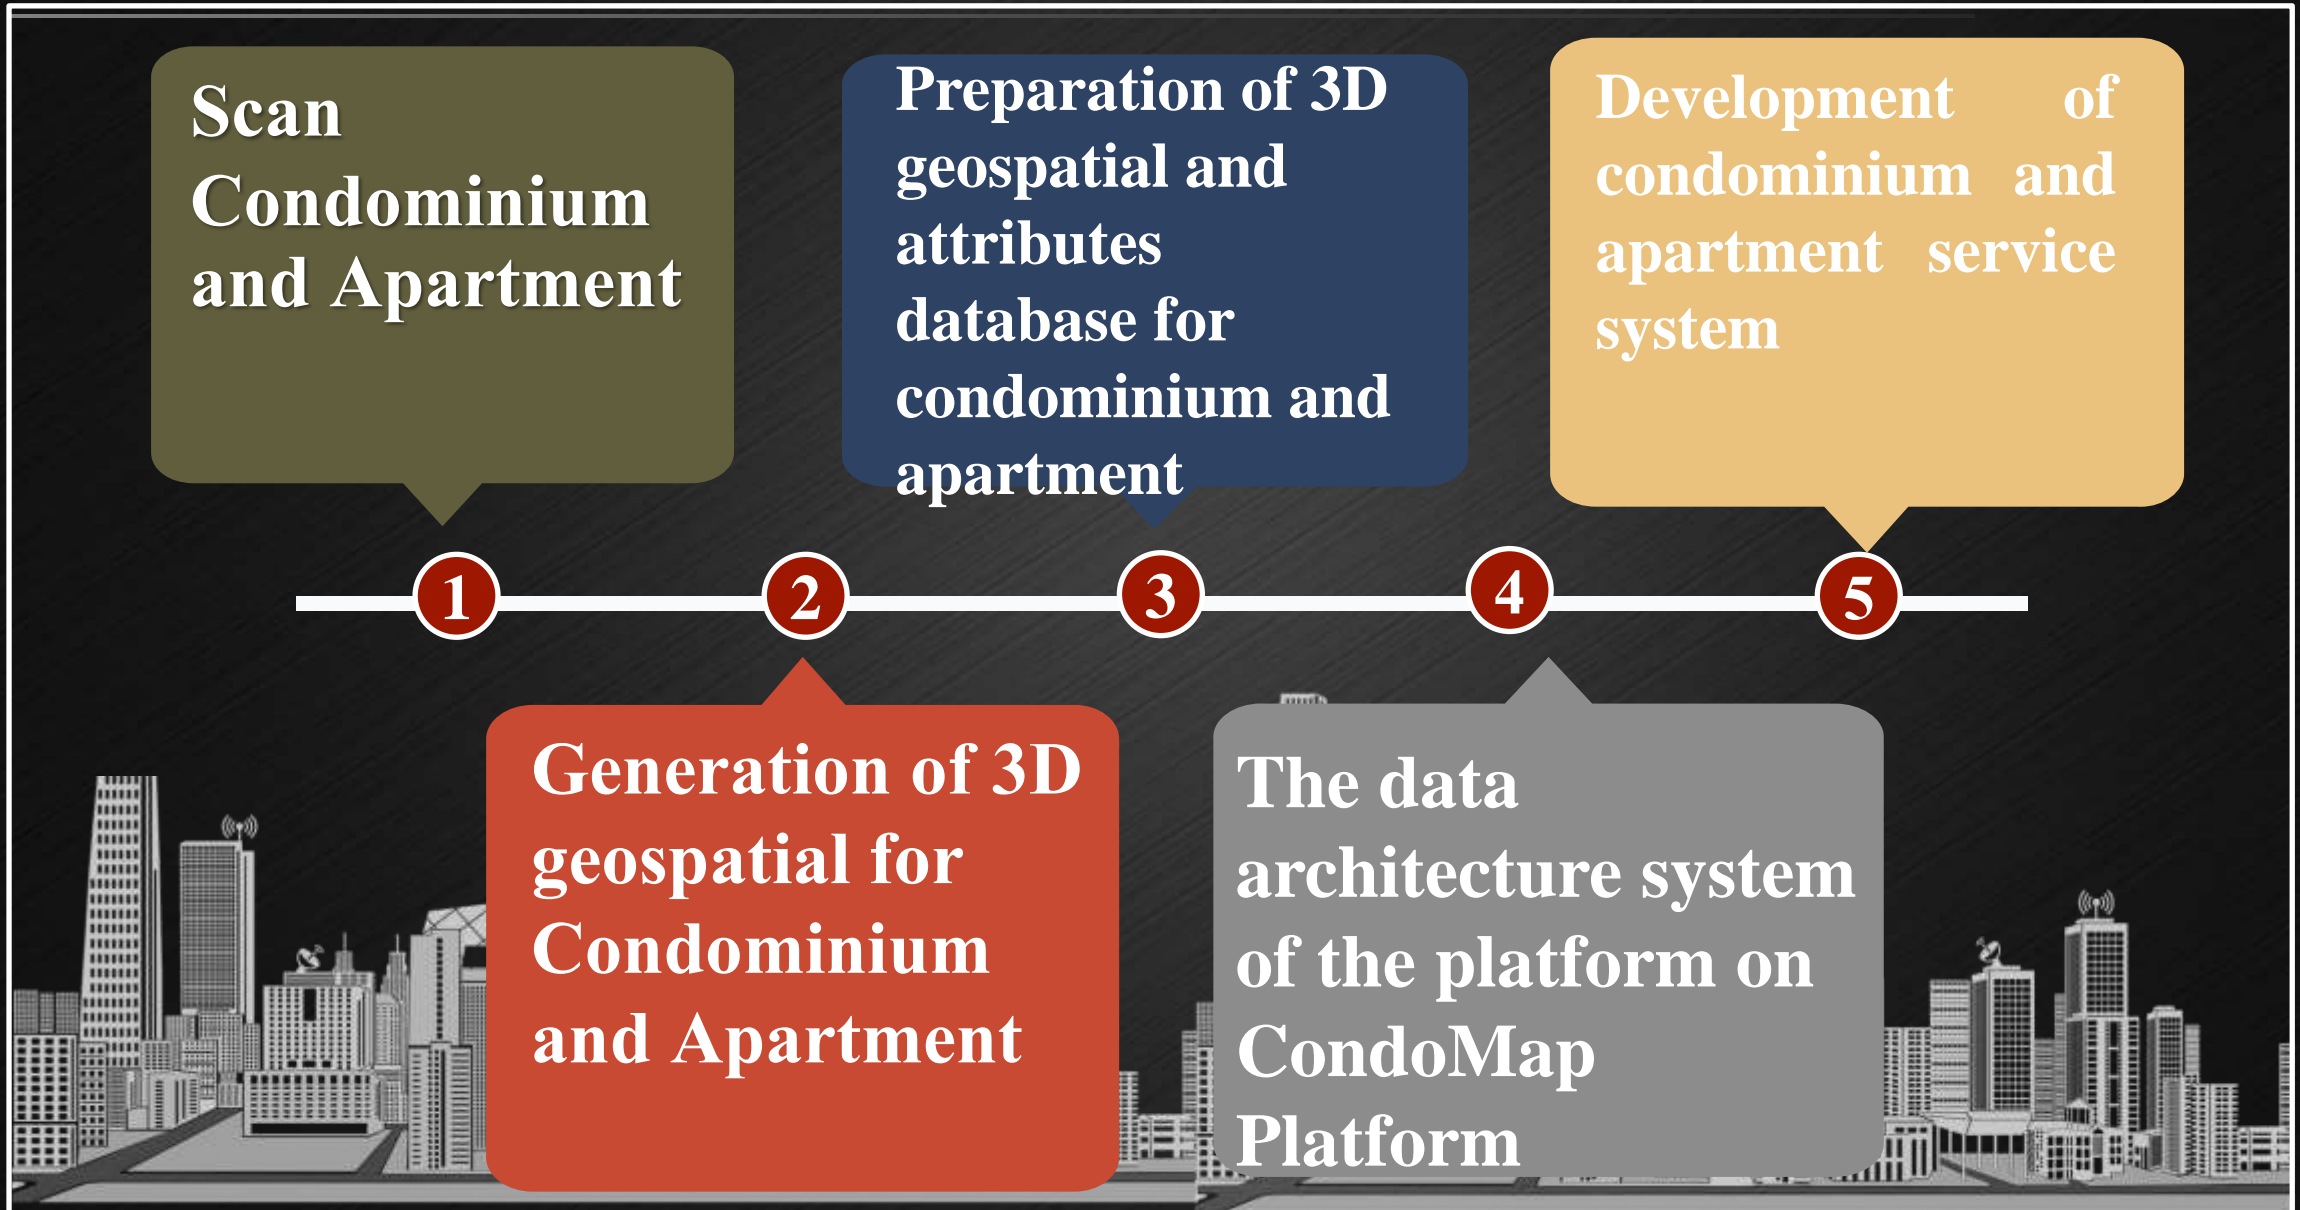 Scan
Condominium
and Apartment
Preparation of 3D
geospatial and
attributes
database for
condominium and
apartment
Development of
condominium and
apartment service
system
1
2
3
4
5
Generation of 3D
geospatial for
Condominium
and Apartment
The data
architecture system
of the platform on
CondoMap
Platform